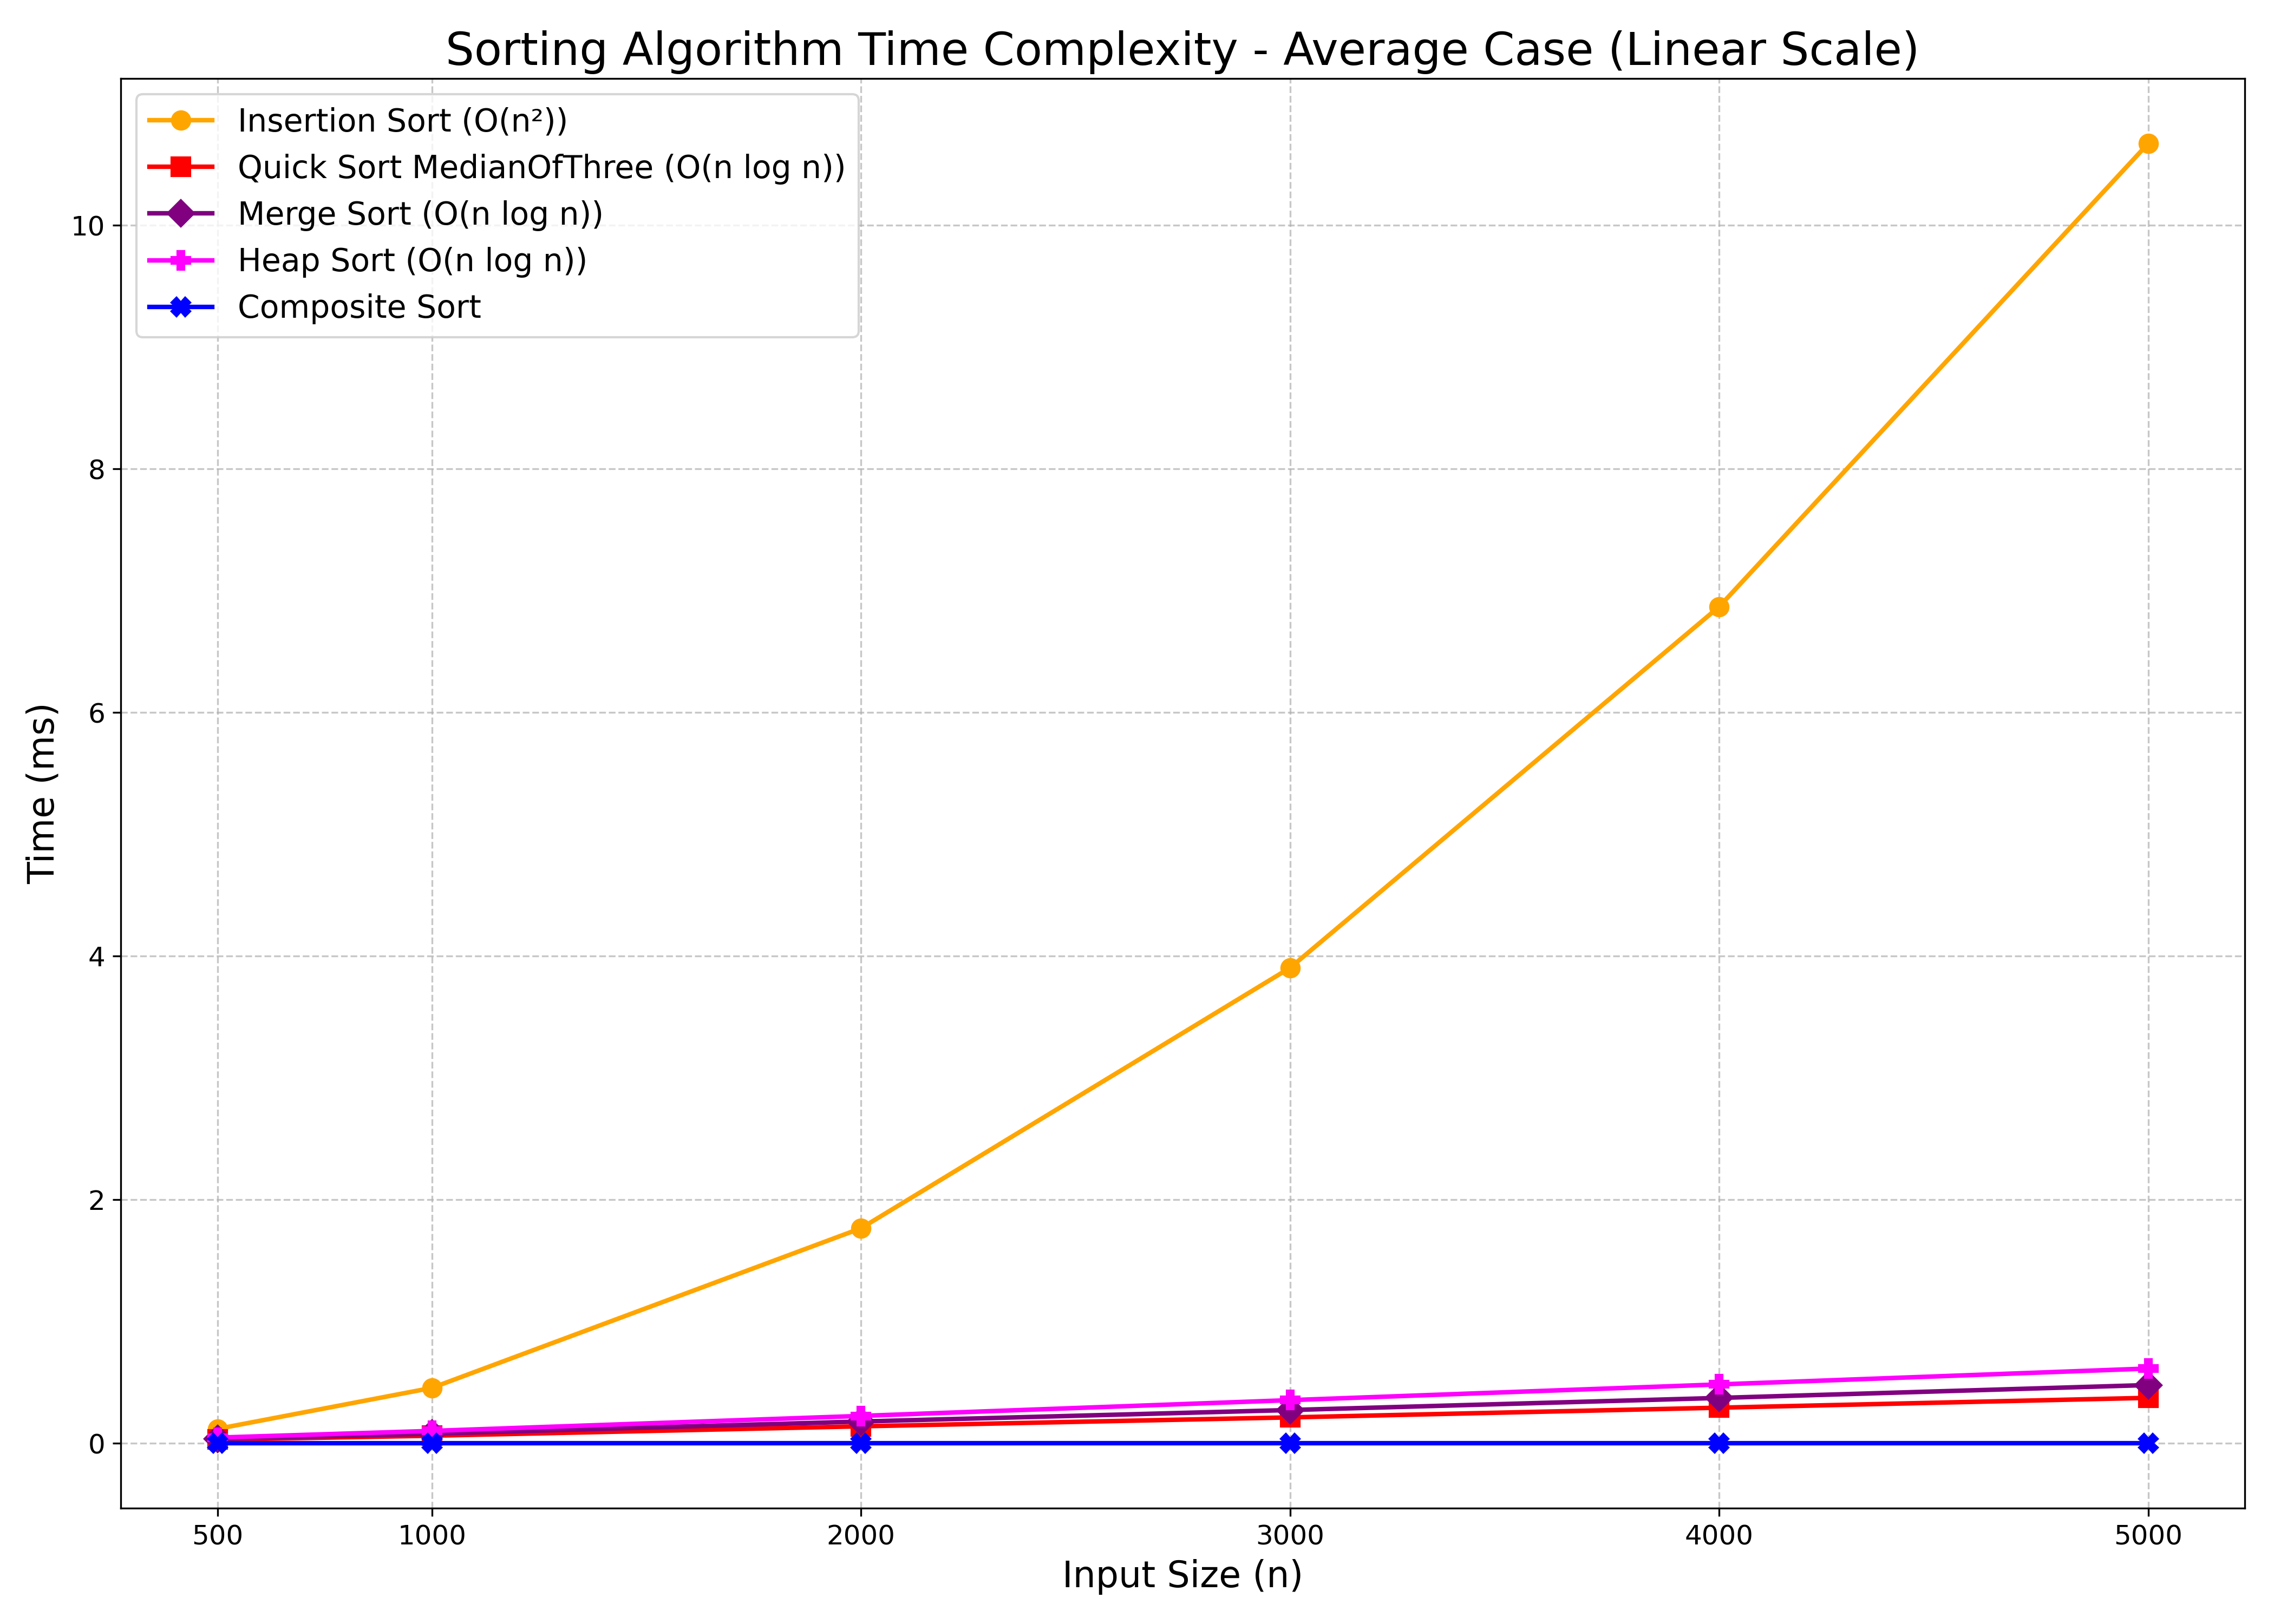 Sorting Algorithm Time Complexity - Average Case (Linear Scale)
Insertion Sort (O(n²))
Quick Sort MedianOfThree (O(n log n))
Merge Sort (O(n log n))
Heap Sort (O(n log n))
Composite Sort
Time (ms)
10
8
6
4
2
0
500 1000 2000 3000 4000 5000
Input Size (n)